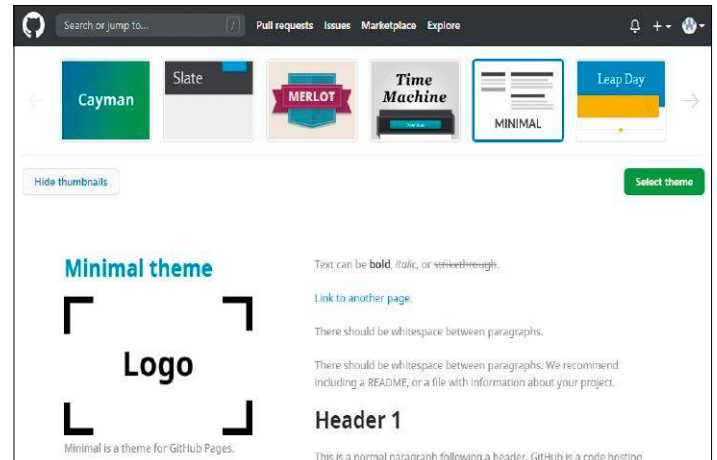 Search or jump to... /
Pull requests Issues Marketplace Explore
Cayman
Slate
MERLOT
Time
Machine
Download
MINIMAL
Leap Day
Hide thumbnails
Select theme
Minimal theme
Logo
Minimal is a theme for GitHub Pages.
Text can be bold, italic, or strikethrough.
Link to another page.
There should be whitespace between paragraphs.
There should be whitespace between paragraphs. We recommend
including a README, or a file with information about your project.
Header 1
This is a normal paragraph following a header. GitHub is a code hosting